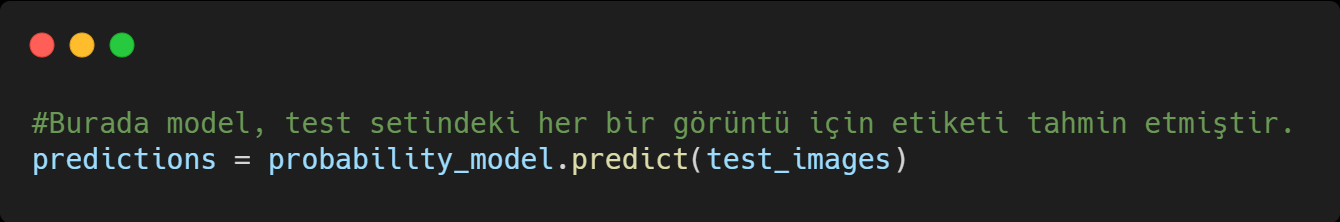 #Burada model, test setindeki her bir görüntü için etiketi tahmin etmiştir.
predictions = probability_model.predict(test_images)